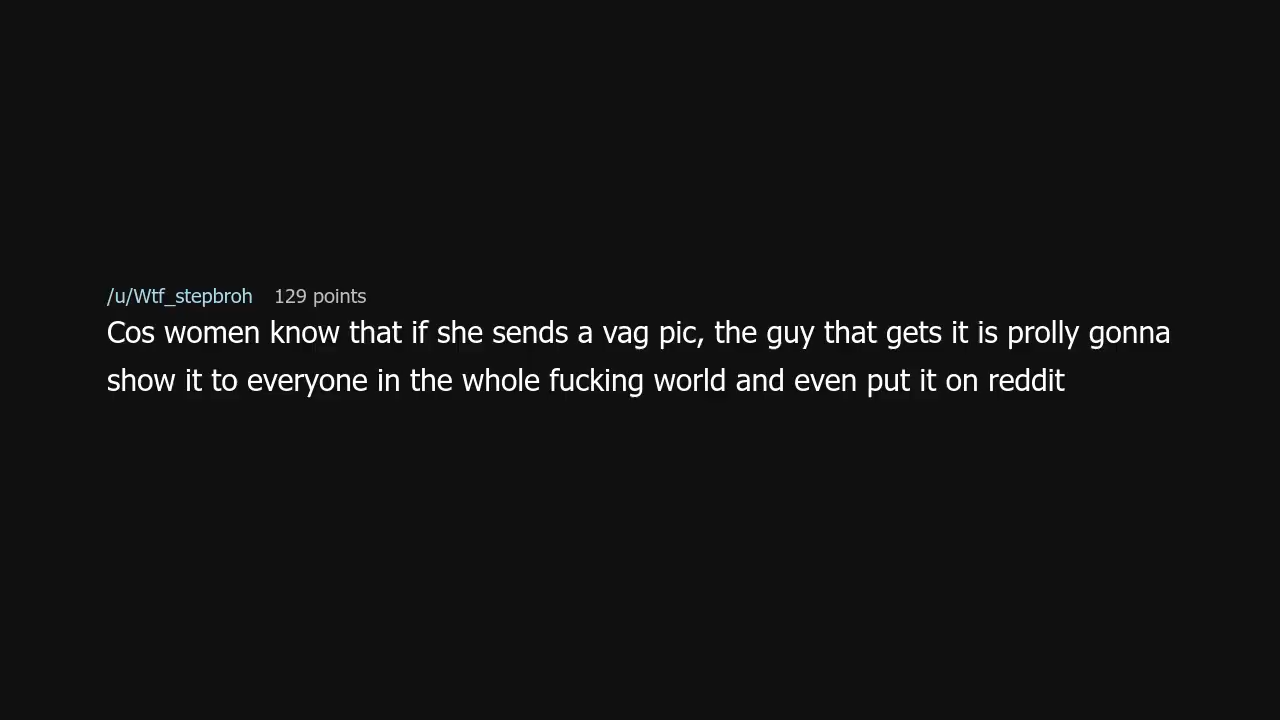 /u/Wtf_stepbroh 129 points
Cos women know that if she sends a vag pic, the guy that gets it is prolly gonna
show it to everyone in the whole fucking world and even put it on reddit